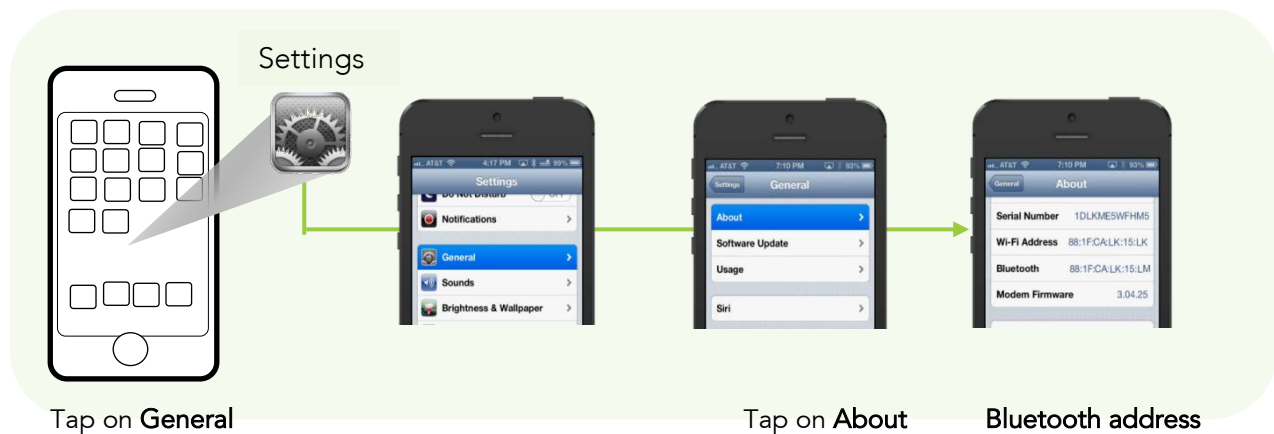 Settings
AT&T 4:17 PM 99%
Settings
Do Not Disturb OFF
Notifications
General
Sounds
Brightness & Wallpaper
AT&T 7:10 PM 93%
Settings General
About
Software Update
Usage
Siri
AT&T 7:10 PM 93%
General About
Serial Number 1DLKME5WFHM5
Wi-Fi Address 88:1F:CA:LK:15:LK
Bluetooth 88:1F:CA:LK:15:LM
Modem Firmware 3.04.25
Tap on General
Tap on About
Bluetooth address